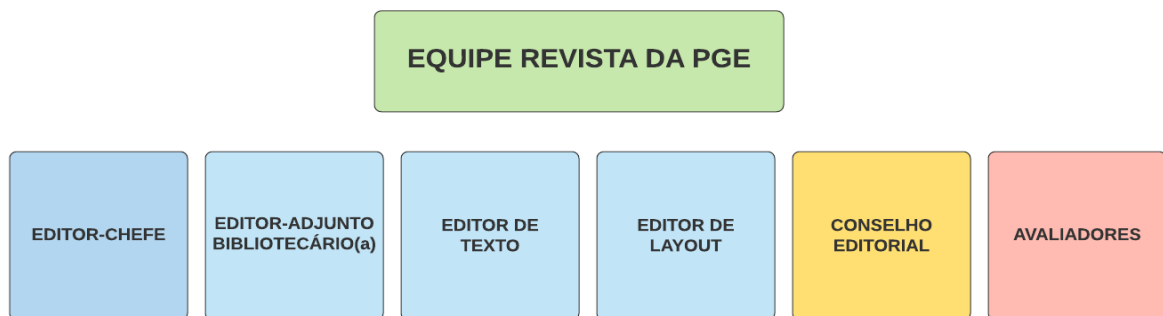 EQUIPE REVISTA DA PGE
EDITOR-CHEFE
EDITOR-ADJUNTO
BIBLIOTECÁRIO(a)
EDITOR DE
TEXTO
EDITOR DE
LAYOUT
CONSELHO
EDITORIAL
AVALIADORES